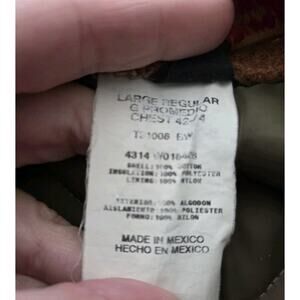 LARGE REGULAR
G PROMEDIO
CHEST 42/4
4314
SHELL: 100% COTTON
INSULATION: 100% POLYESTER
LINING: 100% NYLON
EXTERIOR: 100% ALGODON
AISLAMIENTO: 100% POLIESTER
FORRO: 100% NILON
MADE IN MEXICO
HECHO EN MEXICO